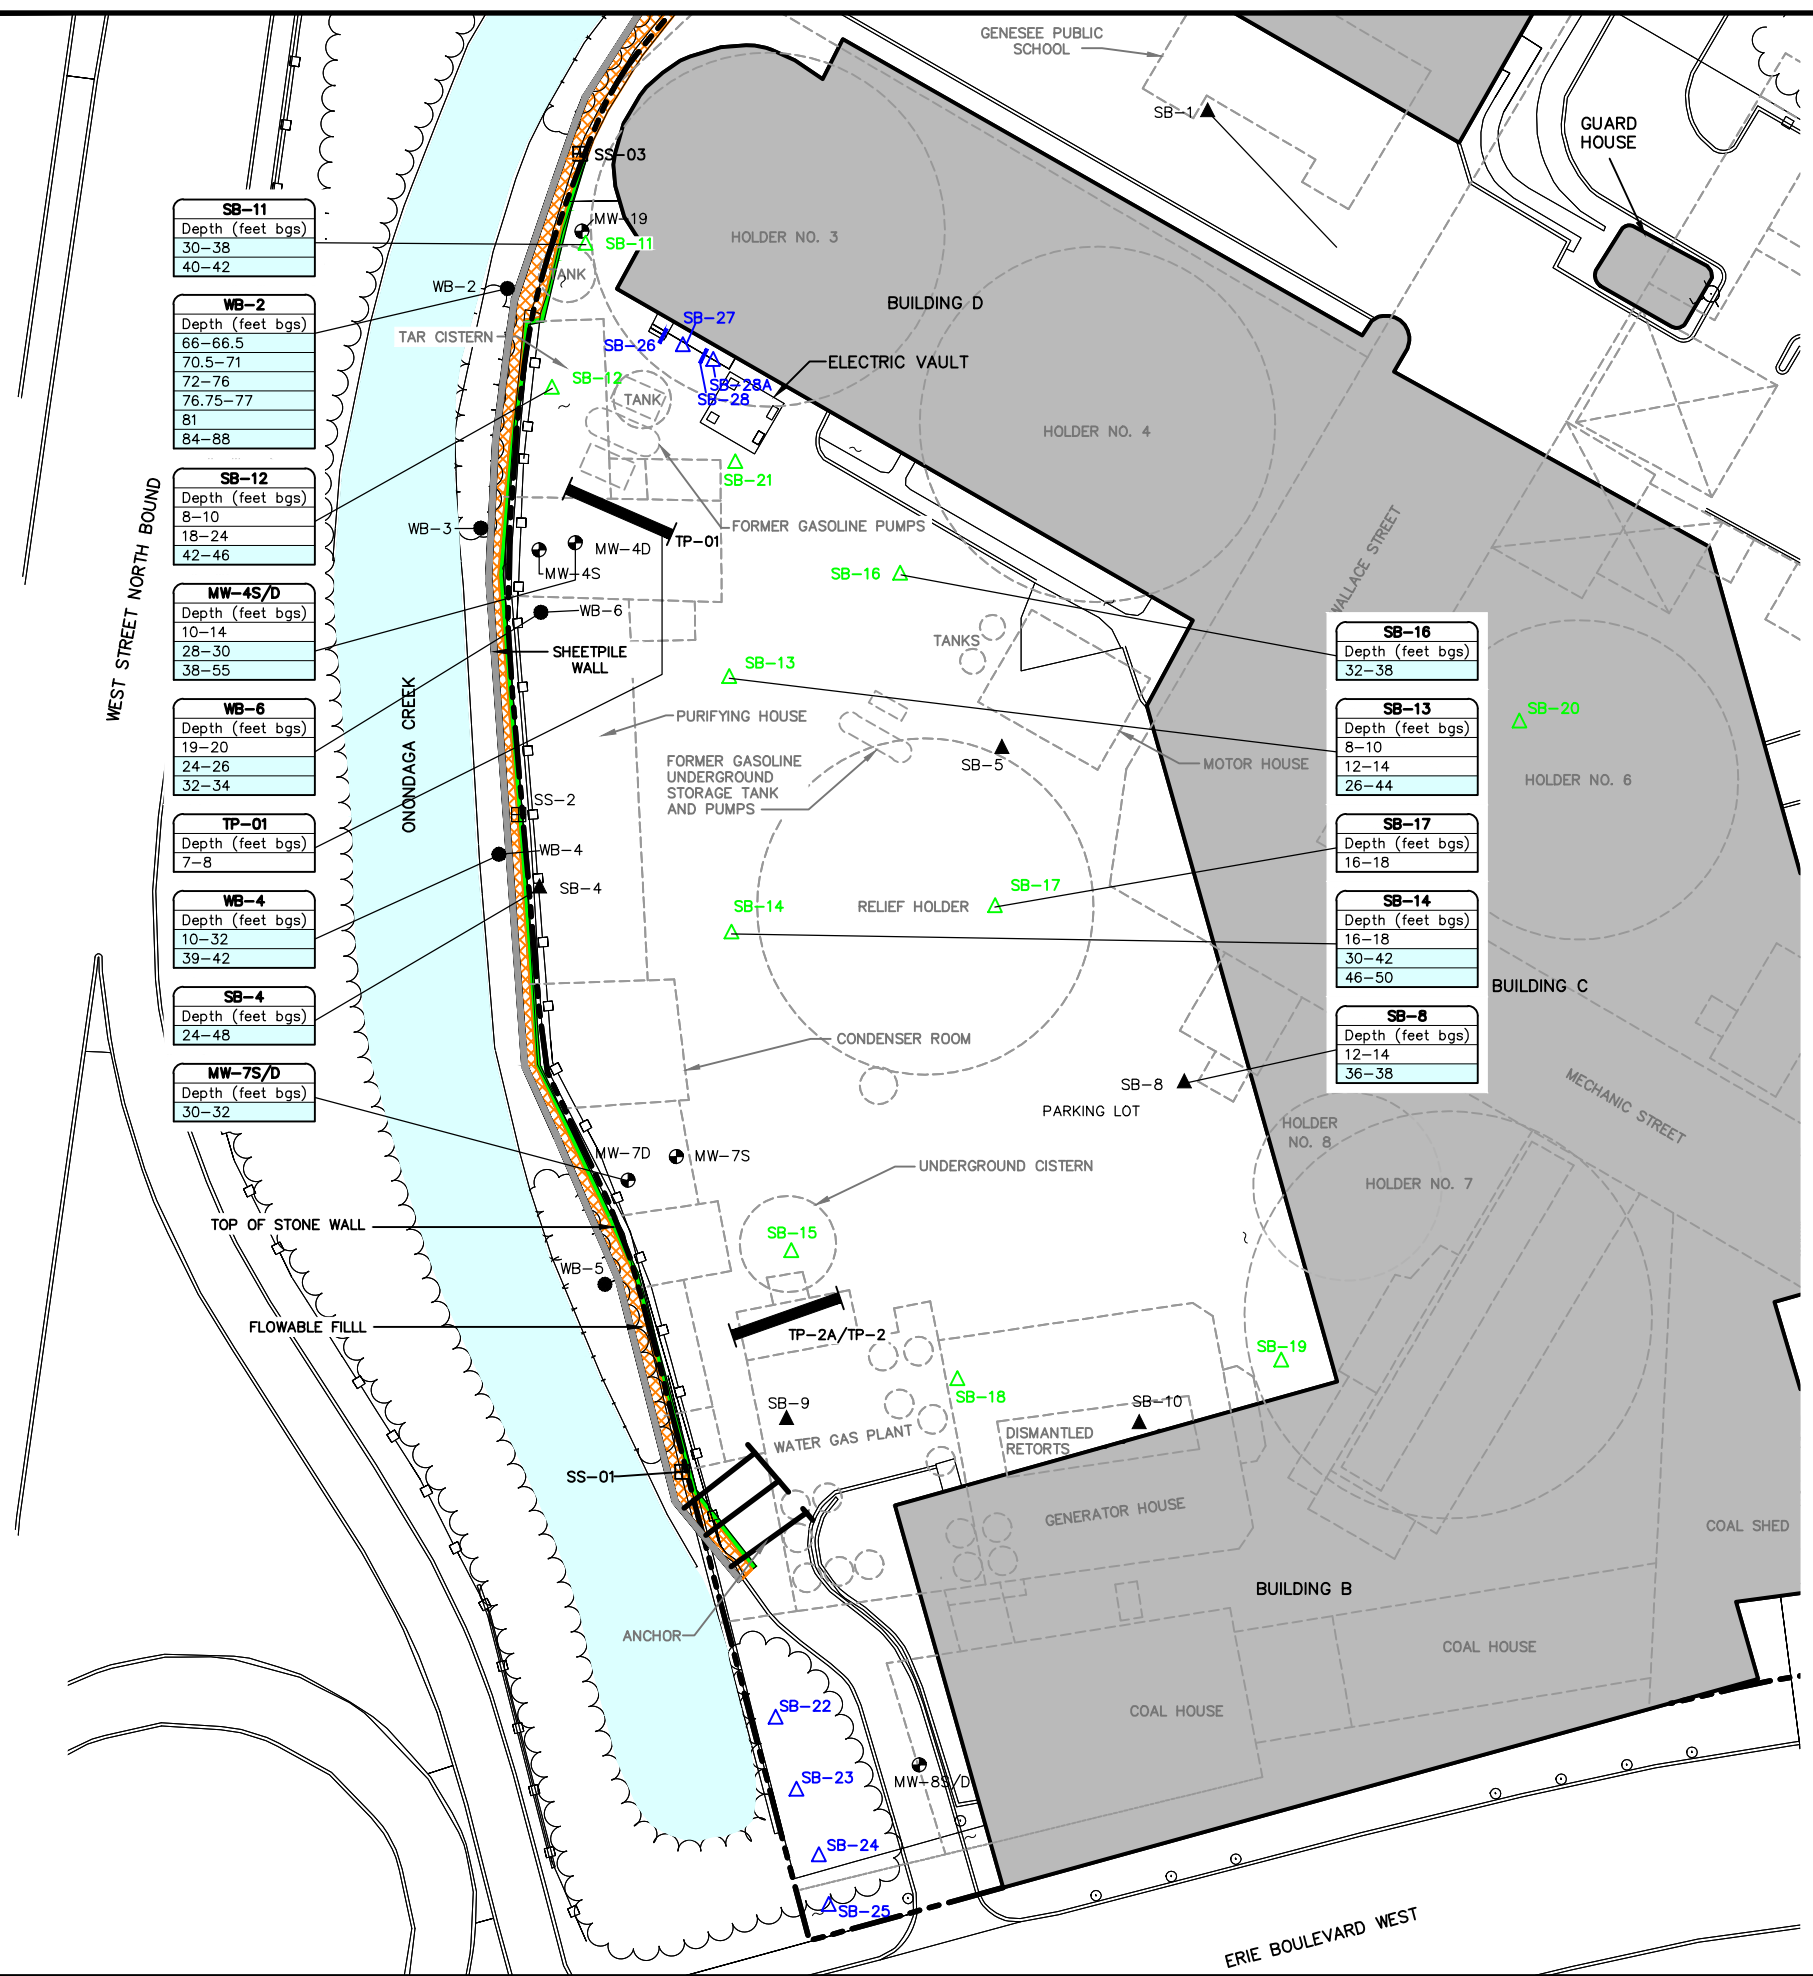 GENESEE PUBLIC
SCHOOL
SB-1
GUARD
HOUSE
SS-03
MW-19
SB-11
TANK
HOLDER NO. 3
BUILDING D
WB-2
TAR CISTERN
SB-27
SB-26
SB-28A
SB-28
ELECTRIC VAULT
SB-12
TANK
HOLDER NO. 4
SB-21
WB-3
FORMER GASOLINE PUMPS
TP-01
MW-4D
MW-4S
SB-16
WB-6
WALLACE STREET
TANKS
SHEETPILE
WALL
SB-13
PURIFYING HOUSE
FORMER GASOLINE
UNDERGROUND
STORAGE TANK
AND PUMPS
SB-5
MOTOR HOUSE
SB-20
HOLDER NO. 6
WEST STREET NORTH BOUND
ONONDAGA CREEK
SS-2
WB-4
SB-4
SB-14
RELIEF HOLDER
SB-17
BUILDING C
CONDENSER ROOM
SB-8
PARKING LOT
MECHANIC STREET
HOLDER
NO. 8
HOLDER NO. 7
MW-7D
MW-7S
UNDERGROUND CISTERN
TOP OF STONE WALL
SB-15
WB-5
FLOWABLE FILLL
TP-2A/TP-2
SB-19
SB-18
SB-9
SB-10
WATER GAS PLANT
DISMANTLED
RETORTS
SS-01
GENERATOR HOUSE
COAL SHED
BUILDING B
ANCHOR
COAL HOUSE
COAL HOUSE
SB-22
SB-23
MW-8S/D
SB-24
SB-25
ERIE BOULEVARD WEST
SB-11
Depth (feet bgs)
30-38
40-42
WB-2
Depth (feet bgs)
66-66.5
70.5-71
72-76
76.75-77
81
84-88
SB-12
Depth (feet bgs)
8-10
18-24
42-46
MW-4S/D
Depth (feet bgs)
10-14
28-30
38-55
WB-6
Depth (feet bgs)
19-20
24-26
32-34
TP-01
Depth (feet bgs)
7-8
WB-4
Depth (feet bgs)
10-32
39-42
SB-4
Depth (feet bgs)
24-48
MW-7S/D
Depth (feet bgs)
30-32
SB-16
Depth (feet bgs)
32-38
SB-13
Depth (feet bgs)
8-10
12-14
26-44
SB-17
Depth (feet bgs)
16-18
SB-14
Depth (feet bgs)
16-18
30-42
46-50
SB-8
Depth (feet bgs)
12-14
36-38